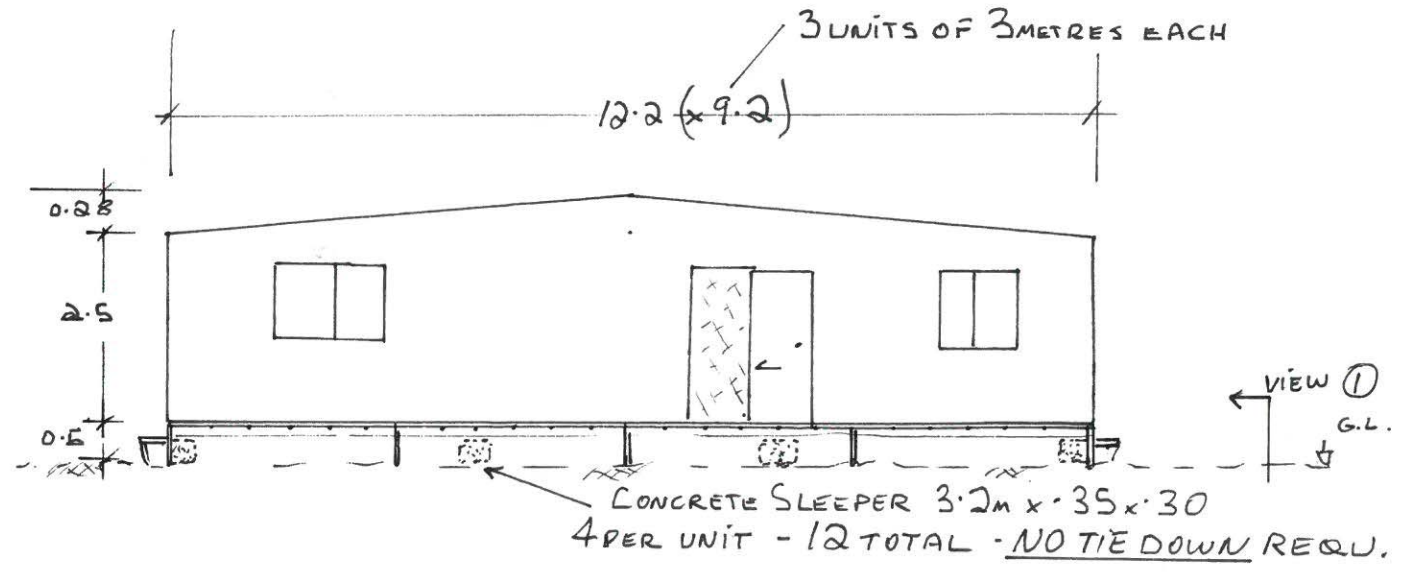 3 UNITS OF 3 METRES EACH
12.2 (x 9.2)
0.28
2.5
0.5
VIEW ①
G.L.
CONCRETE SLEEPER 3.2m x .35 x .30
4 PER UNIT - 12 TOTAL - NO TIE DOWN REQU.